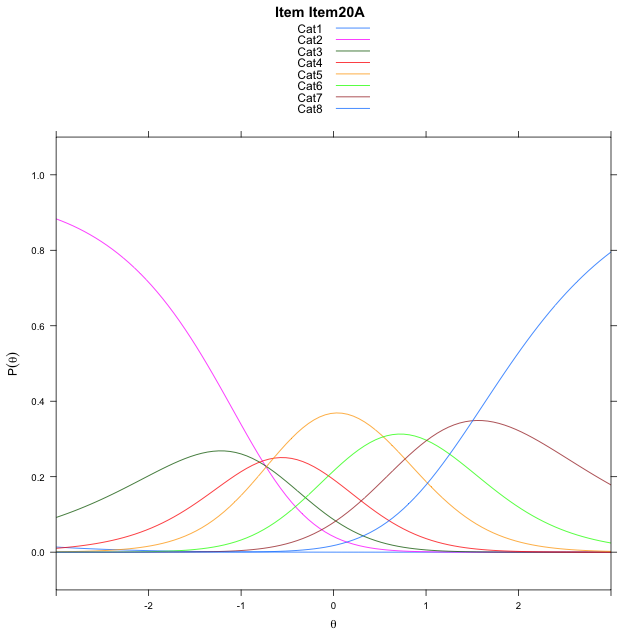 Item Item20A
Cat1
Cat2
Cat3
Cat4
Cat5
Cat6
Cat7
Cat8
1.0
0.8
0.6
0.4
0.2
0.0
P(θ)
-2 -1 0 1 2
θ